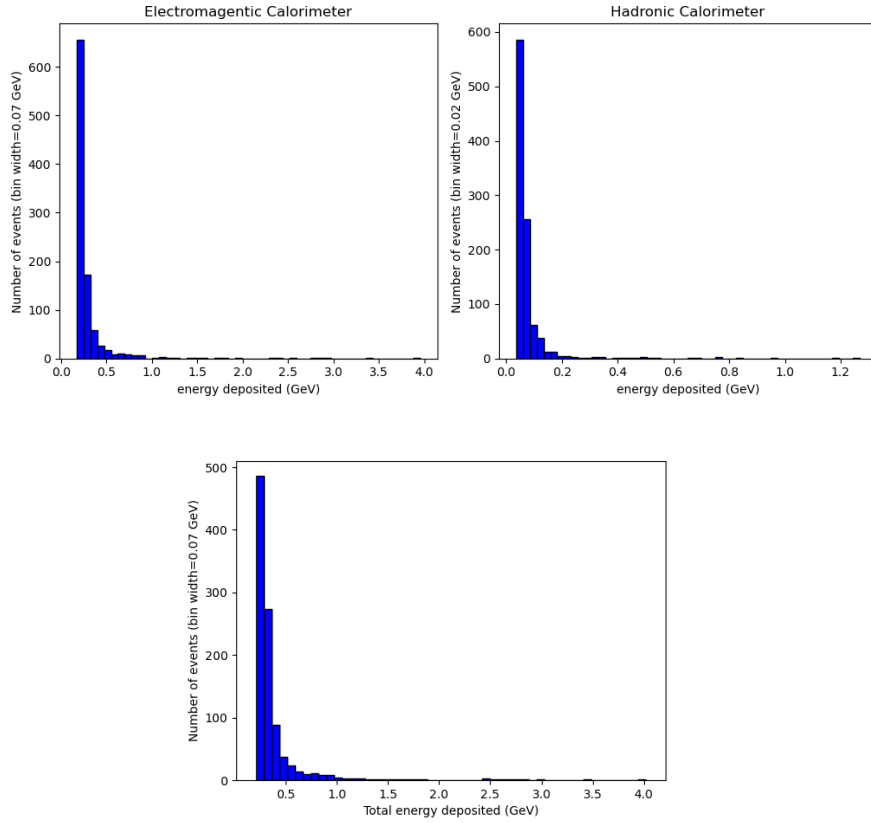 Electromagentic Calorimeter
Number of events (bin width=0.07 GeV)
600
500
400
300
200
100
0
0.0 0.5 1.0 1.5 2.0 2.5 3.0 3.5 4.0
energy deposited (GeV)
Hadronic Calorimeter
Number of events (bin width=0.02 GeV)
600
500
400
300
200
100
0
0.0 0.2 0.4 0.6 0.8 1.0 1.2
energy deposited (GeV)
Number of events (bin width=0.07 GeV)
500
400
300
200
100
0
0.5 1.0 1.5 2.0 2.5 3.0 3.5 4.0
Total energy deposited (GeV)